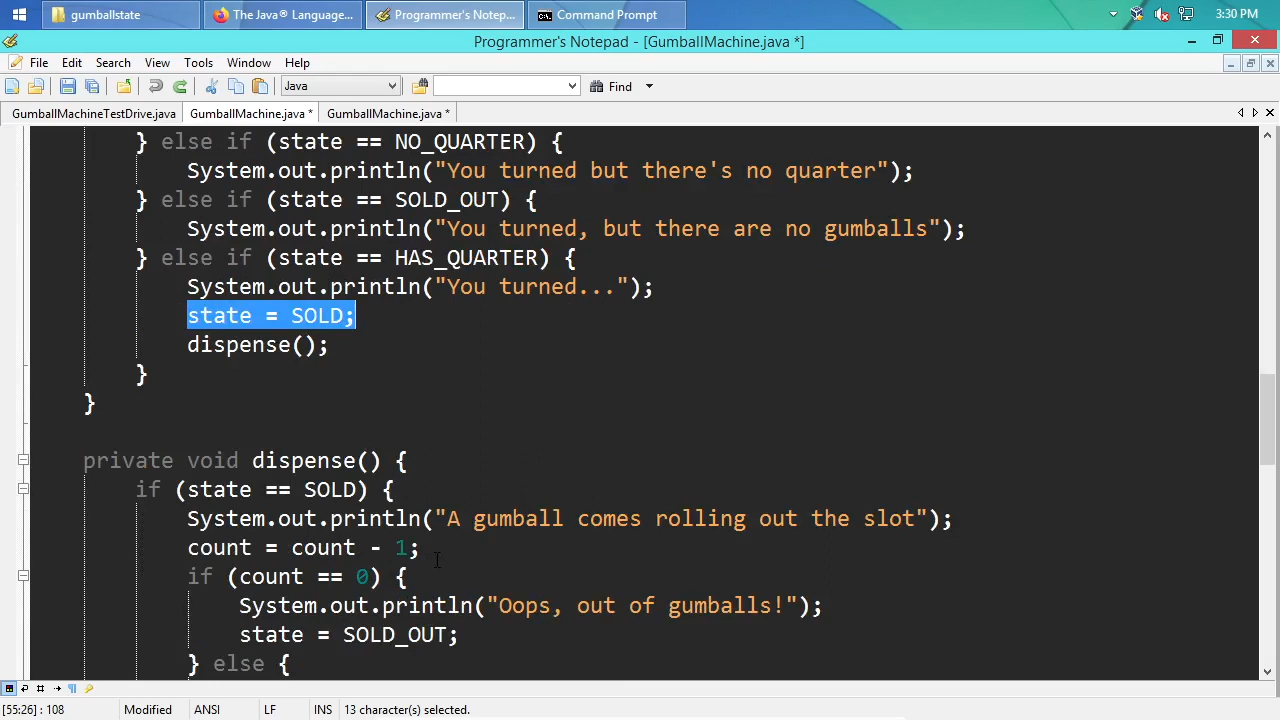 gumballstate
The Java® Language...
Programmer's Notep...
Command Prompt
3:30 PM
Programmer's Notepad - [GumballMachine.java *]
File Edit Search View Tools Window Help
Java
Find
GumballMachineTestDrive.java GumballMachine.java * GumballMachine.java *
} else if (state == NO_QUARTER) {
System.out.println("You turned but there's no quarter");
} else if (state == SOLD_OUT) {
System.out.println("You turned, but there are no gumballs");
} else if (state == HAS_QUARTER) {
System.out.println("You turned...");
state = SOLD;
dispense();
}
}
private void dispense() {
if (state == SOLD) {
System.out.println("A gumball comes rolling out the slot");
count = count - 1;
if (count == 0) {
System.out.println("Oops, out of gumballs!");
state = SOLD_OUT;
} else {
[55:26] : 108 Modified ANSI LF INS 13 character(s) selected.